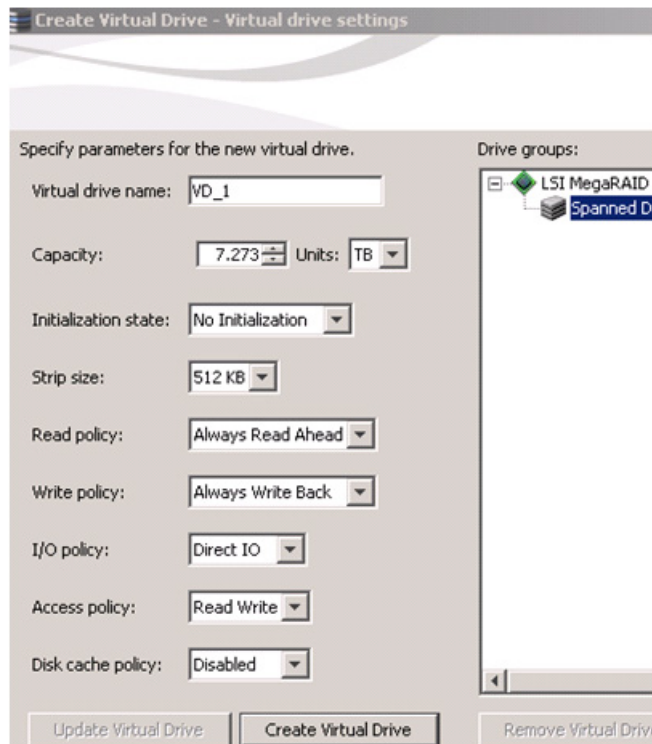 Create Virtual Drive - Virtual drive settings
Specify parameters for the new virtual drive.
Virtual drive name: VD_1
Capacity: 7.273 Units: TB
Initialization state: No Initialization
Strip size: 512 KB
Read policy: Always Read Ahead
Write policy: Always Write Back
I/O policy: Direct IO
Access policy: Read Write
Disk cache policy: Disabled
Update Virtual Drive Create Virtual Drive
Drive groups:
LSI MegaRAID
Spanned D
Remove Virtual Drive